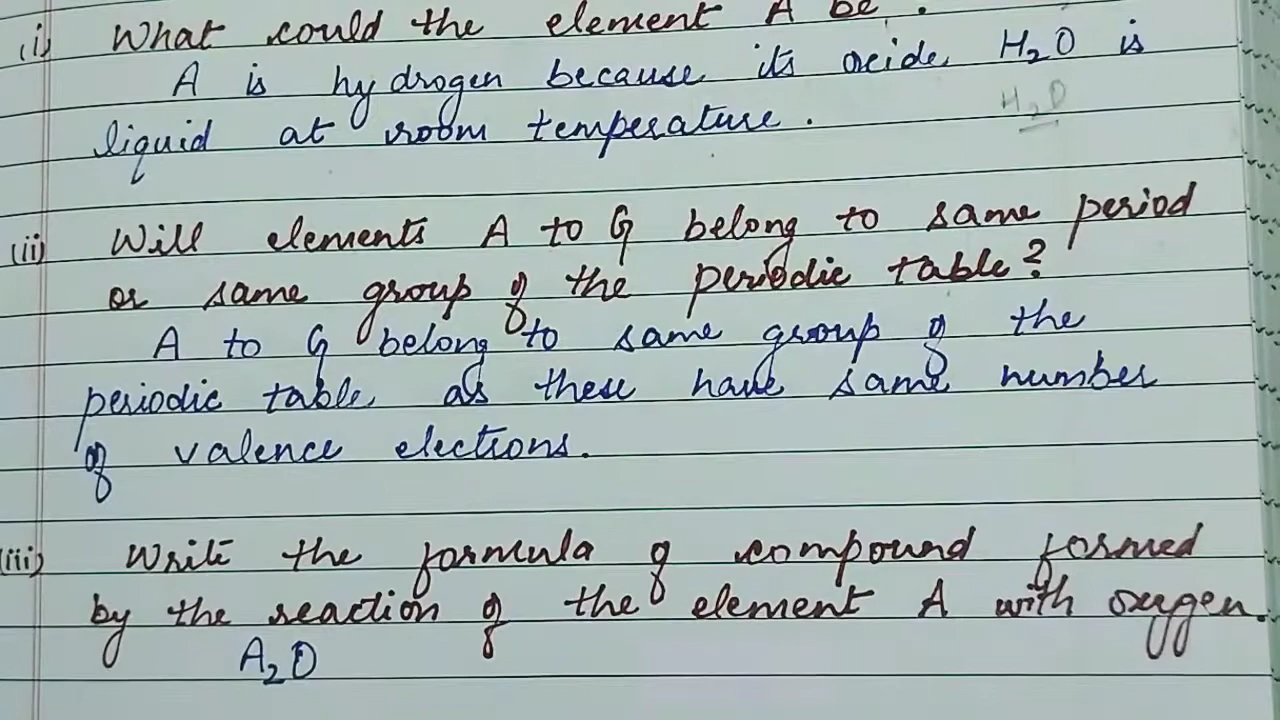 (i) What could the element A be.
A is hydrogen because its oxide, H₂O is
H₂O
liquid at room temperature.
(ii) Will elements A to G belong to same period
or same group of the periodic table?
A to G belong to same group of the
periodic table, as these have same number
of valence elections.
(iii) Write the formula of compound formed
by the reaction of the element A with oxygen.
A₂O